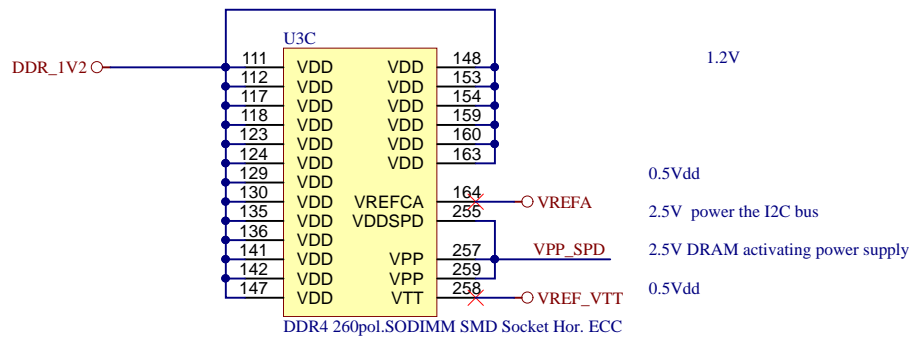 U3C
DDR_1V2
111 VDD VDD 148 1.2V
112 VDD VDD 153
117 VDD VDD 154
118 VDD VDD 159
123 VDD VDD 160
124 VDD VDD 163
129 VDD 0.5Vdd
130 VDD VREFCA 164 VREFA
135 VDD VDDSPD 255 2.5V power the I2C bus
136 VDD
141 VDD VPP 257 VPP_SPD 2.5V DRAM activating power supply
142 VDD VPP 259
147 VDD VTT 258 VREF_VTT 0.5Vdd
DDR4 260pol.SODIMM SMD Socket Hor. ECC